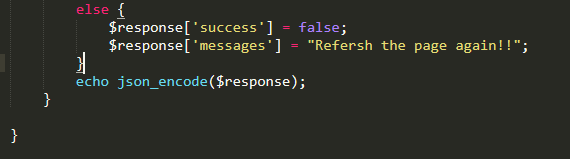 else {
$response['success'] = false;
$response['messages'] = "Refersh the page again!!";
}
echo json_encode($response);
}
}